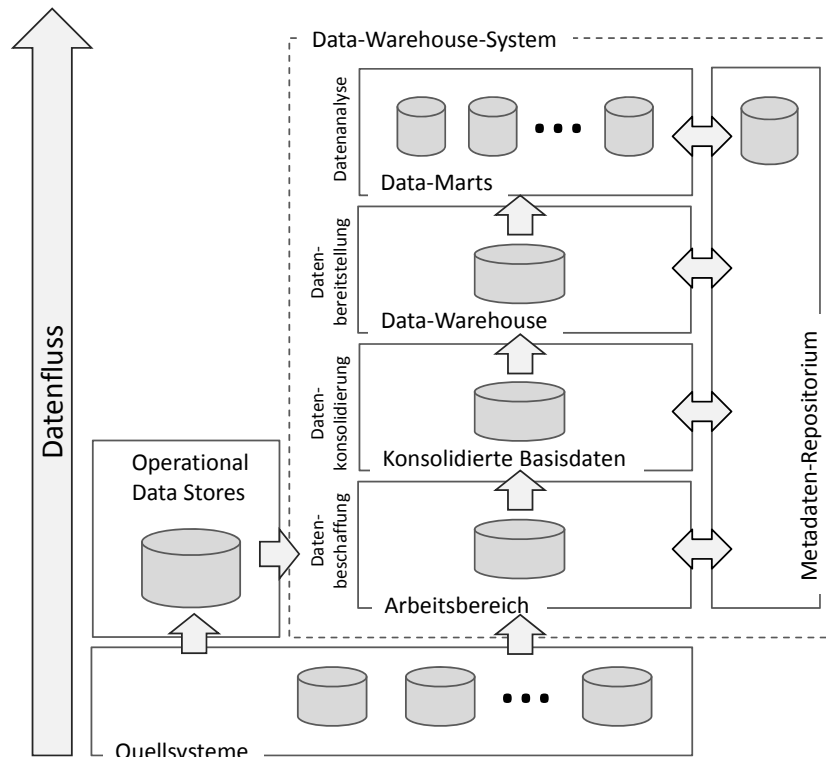 Data-Warehouse-System
Datenanalyse
Data-Marts
Daten-
bereitstellung
Data-Warehouse
Daten-
konsolidierung
Konsolidierte Basisdaten
Daten-
beschaffung
Arbeitsbereich
Metadaten-Repositorium
Datenfluss
Operational
Data Stores
Quellsysteme